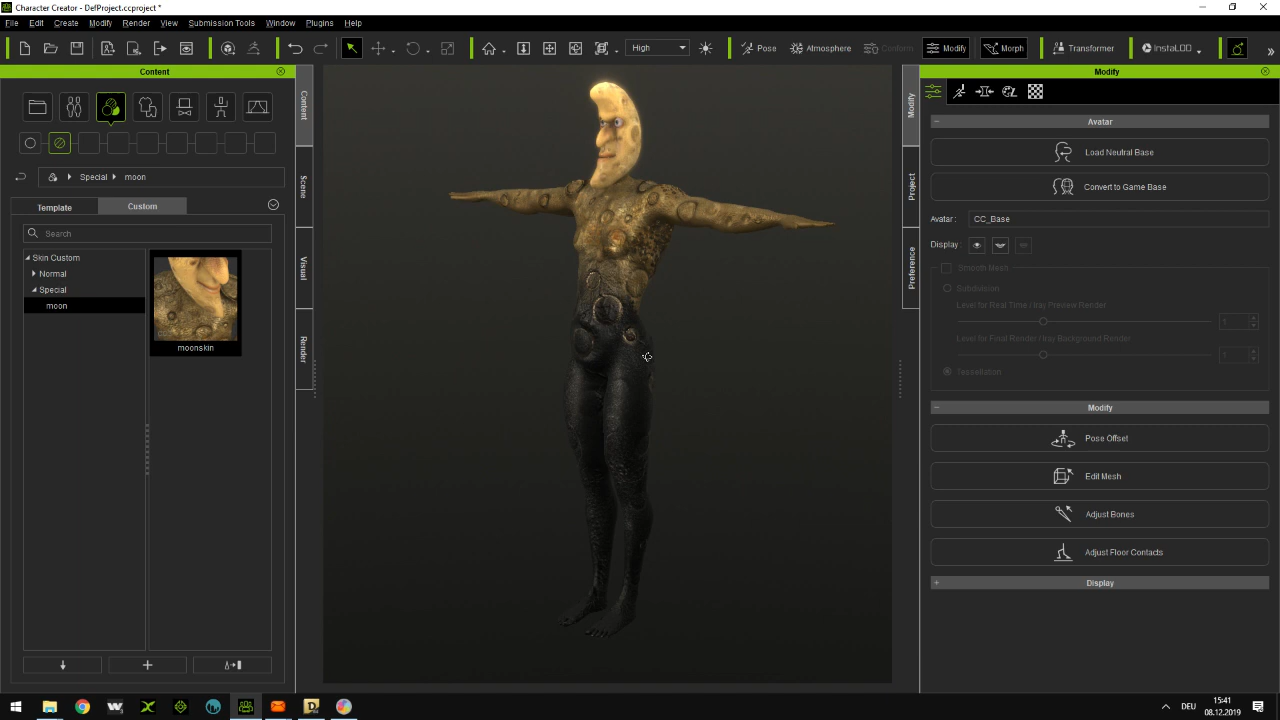 Character Creator - DefProject.ccproject *
File Edit Create Modify Render View Submission Tools Window Plugins Help
High Pose Atmosphere Conform Modify Morph Transformer InstaLOD »
Content
Special moon
Template Custom
Search
Skin Custom
Normal
Special
moon
moonskin
Content
Scene
Visual
Render
Modify
Project
Preference
Modify
Avatar
Load Neutral Base
Convert to Game Base
Avatar : CC_Base
Display :
Smooth Mesh
Subdivision
Level for Real Time / Iray Preview Render
1
Level for Final Render / Iray Background Render
1
Tessellation
Modify
Pose Offset
Edit Mesh
Adjust Bones
Adjust Floor Contacts
Display
DEU
15:41
08.12.2019